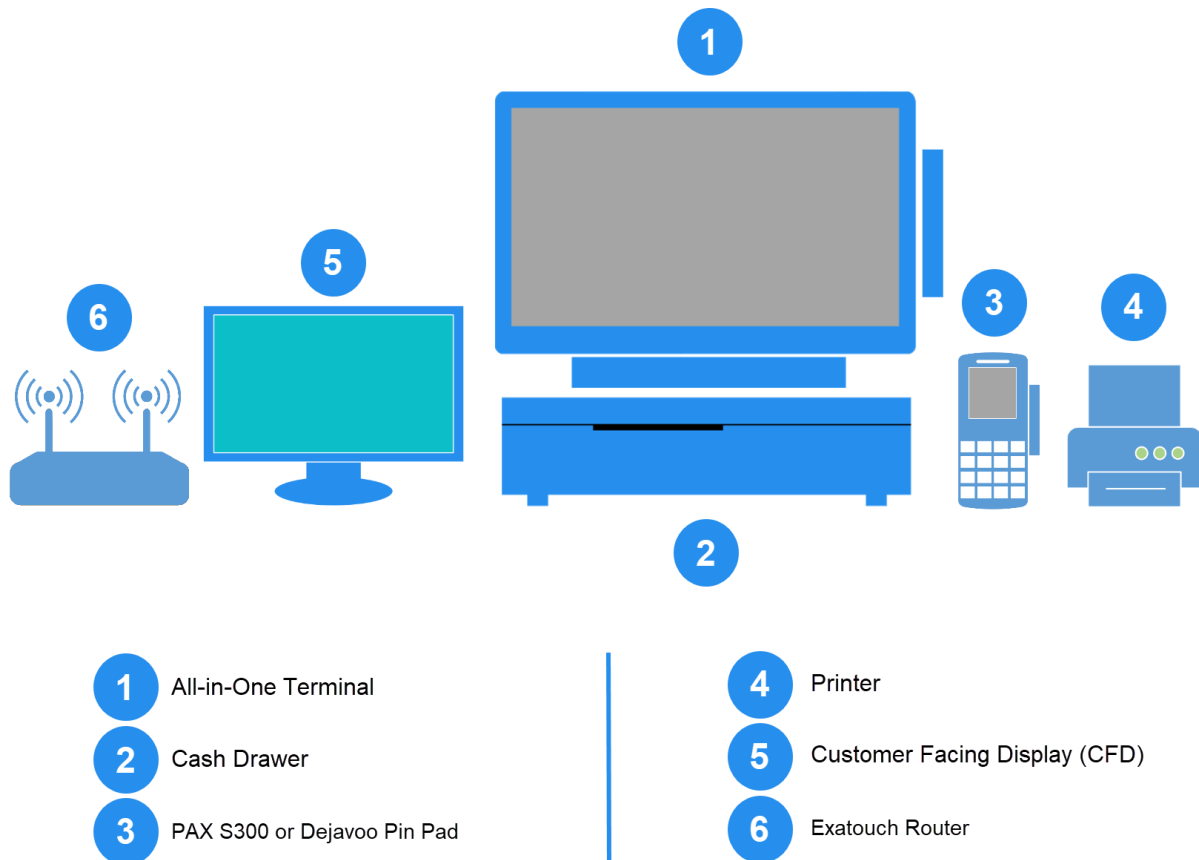 1
5
6
3
4
2
1 All-in-One Terminal
2 Cash Drawer
3 PAX S300 or Dejavoo Pin Pad
4 Printer
5 Customer Facing Display (CFD)
6 Exatouch Router